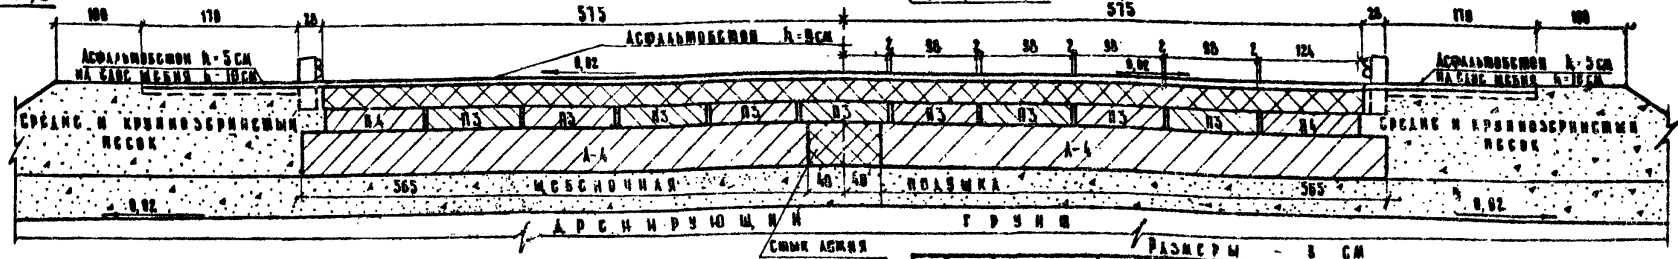 100 170 28 575 575 28 170 100
Асфальтобетон h=5см
на слое щебня h=10см
Асфальтобетон h=8см
2 98 2 98 2 98 2 98 2 124
Асфальтобетон h=5см
на слое щебня h=10см
0,02 0,02
Средне и крупнозернистый
песок
П4 П3 П3 П3 П3 П3 П3 П3 П3 П3 П4
Средне и крупнозернистый
песок
Л-4 Л-4
565 Щебеночная 40 40 подушка 565
0,02 0,02
Дренирующий грунт
Стык лежня
Размеры - в см